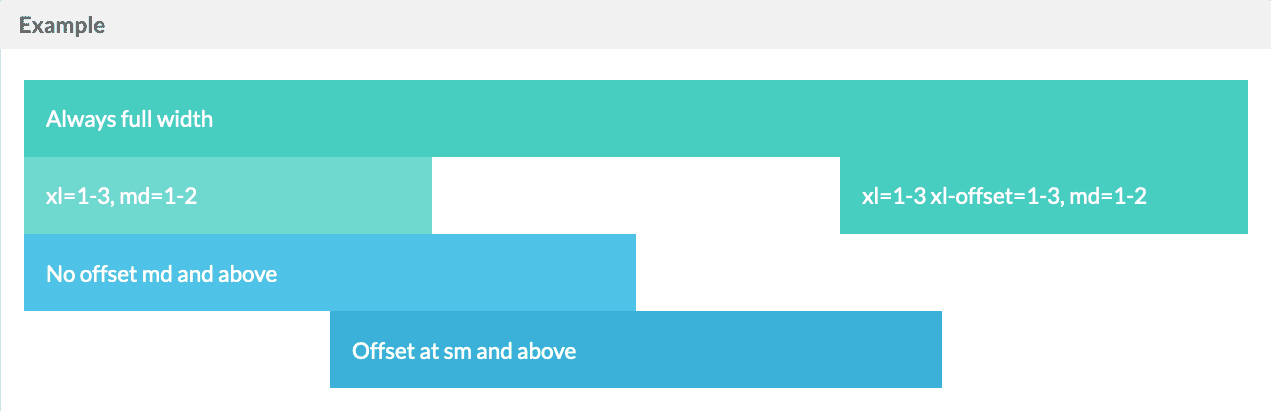 Example
Always full width
xl=1-3, md=1-2
xl=1-3 xl-offset=1-3, md=1-2
No offset md and above
Offset at sm and above